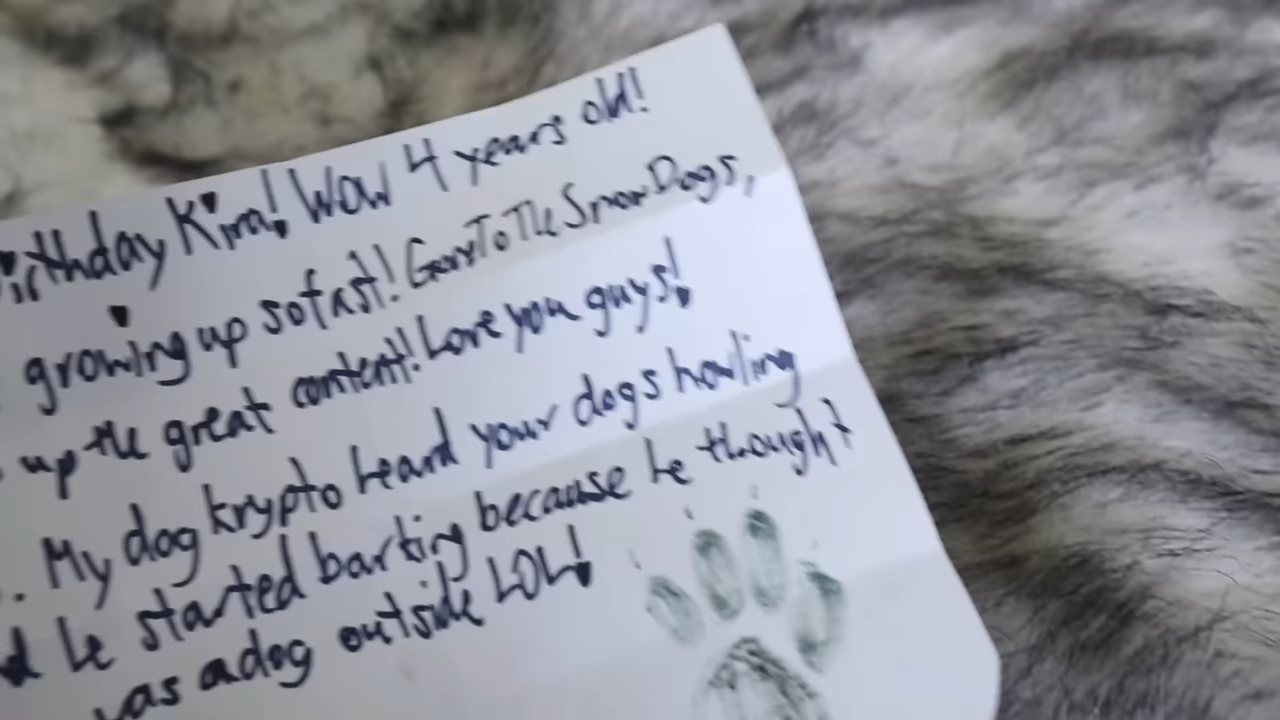 irthday Kira! Wow 4 years old!
growing up so fast! GoneToTheSnowDogs,
up the great content! Love you guys!
. My dog krypto heard your dogs howling
d he started barking because he thought
was a dog outside LOL!